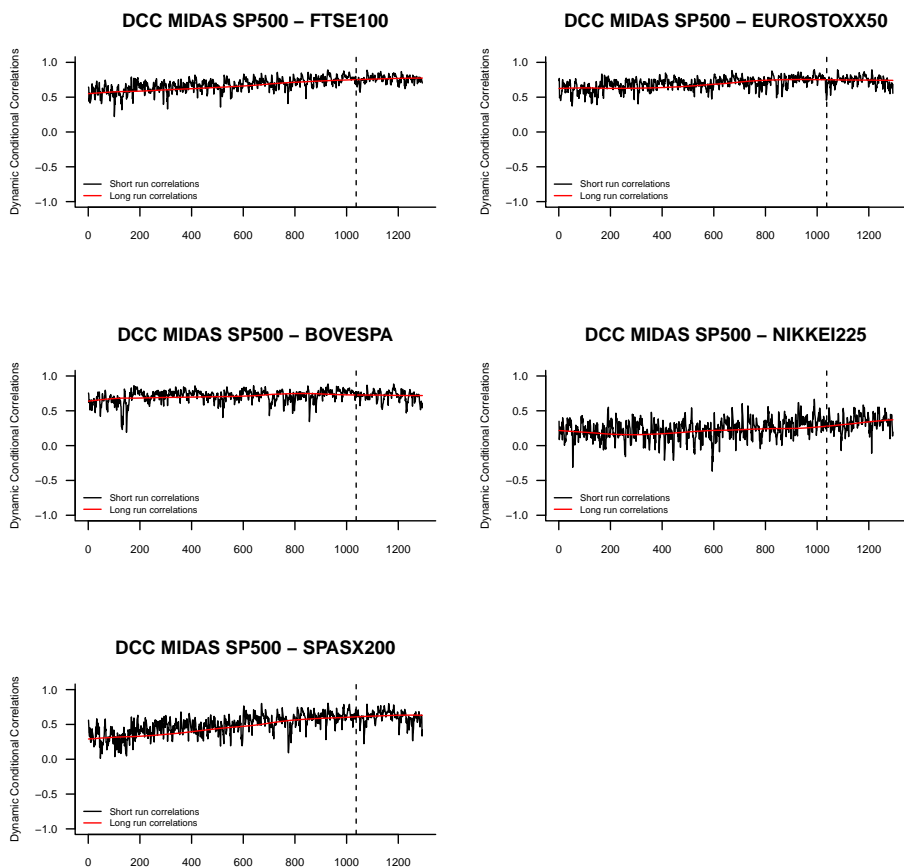 DCC MIDAS SP500 – FTSE100
Dynamic Conditional Correlations
1.0
0.5
0.0
−0.5
−1.0
Short run correlations
Long run correlations
0 200 400 600 800 1000 1200
DCC MIDAS SP500 – EUROSTOXX50
Dynamic Conditional Correlations
1.0
0.5
0.0
−0.5
−1.0
Short run correlations
Long run correlations
0 200 400 600 800 1000 1200
DCC MIDAS SP500 – BOVESPA
Dynamic Conditional Correlations
1.0
0.5
0.0
−0.5
−1.0
Short run correlations
Long run correlations
0 200 400 600 800 1000 1200
DCC MIDAS SP500 – NIKKEI225
Dynamic Conditional Correlations
1.0
0.5
0.0
−0.5
−1.0
Short run correlations
Long run correlations
0 200 400 600 800 1000 1200
DCC MIDAS SP500 – SPASX200
Dynamic Conditional Correlations
1.0
0.5
0.0
−0.5
−1.0
Short run correlations
Long run correlations
0 200 400 600 800 1000 1200